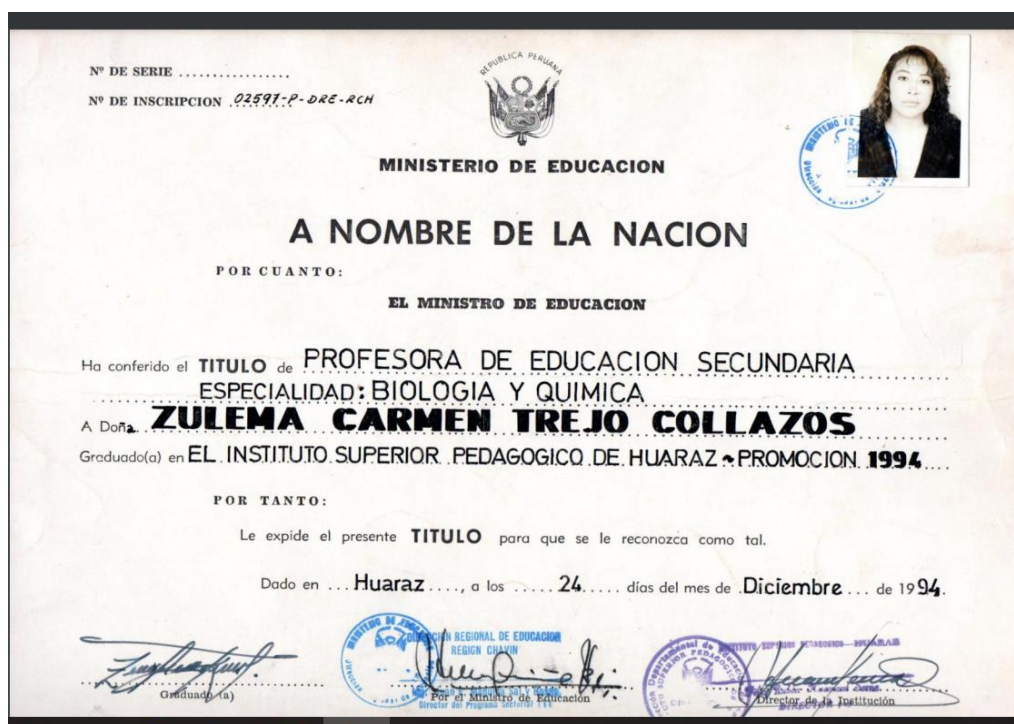 REPUBLICA PERUANA
Nº DE SERIE .................
Nº DE INSCRIPCION 02597-P-DRE-RCH
MINISTERIO DE EDUCACION
A NOMBRE DE LA NACION
POR CUANTO:
EL MINISTRO DE EDUCACION
Ha conferido el TITULO de PROFESORA DE EDUCACION SECUNDARIA
ESPECIALIDAD: BIOLOGIA Y QUIMICA
A Doña ZULEMA CARMEN TREJO COLLAZOS
Graduado(a) en EL INSTITUTO SUPERIOR PEDAGOGICO DE HUARAZ ~ PROMOCION 1994
POR TANTO:
Le expide el presente TITULO para que se le reconozca como tal.
Dado en ... Huaraz ...., a los ..... 24 ..... días del mes de . Diciembre ... de 1994.
DIRECCION REGIONAL DE EDUCACION
REGION CHAVIN
INSTITUTO SUPERIOR PEDAGOGICO HUARAZ
Graduado (a)
Por el Ministro de Educación
Director de la Institución
Director del Programa Sectorial